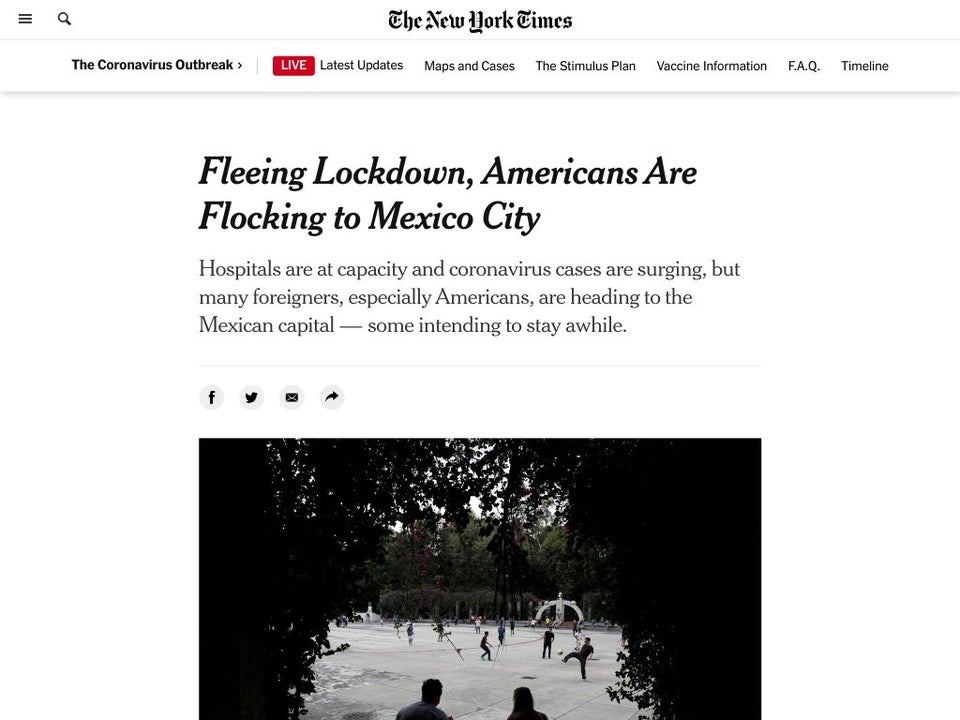 The New York Times
The Coronavirus Outbreak › LIVE Latest Updates Maps and Cases The Stimulus Plan Vaccine Information F.A.Q. Timeline
Fleeing Lockdown, Americans Are
Flocking to Mexico City
Hospitals are at capacity and coronavirus cases are surging, but
many foreigners, especially Americans, are heading to the
Mexican capital — some intending to stay awhile.